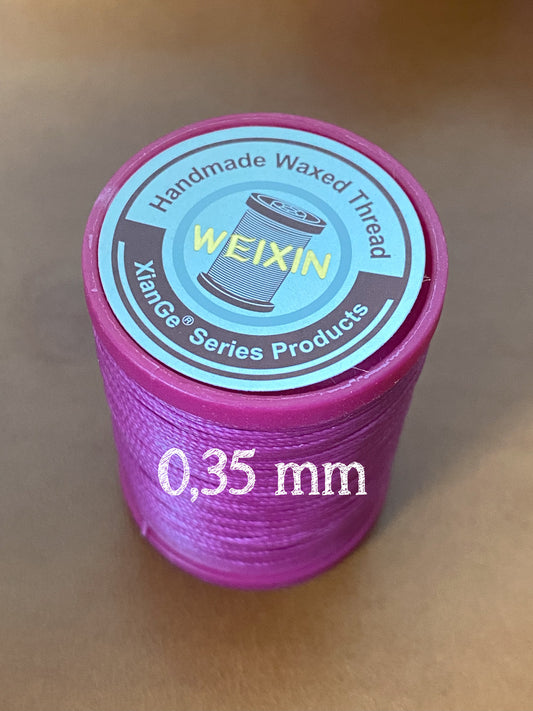 Handmade Waxed Thread
WEIXIN
XianGe® Series Products
0,35 mm